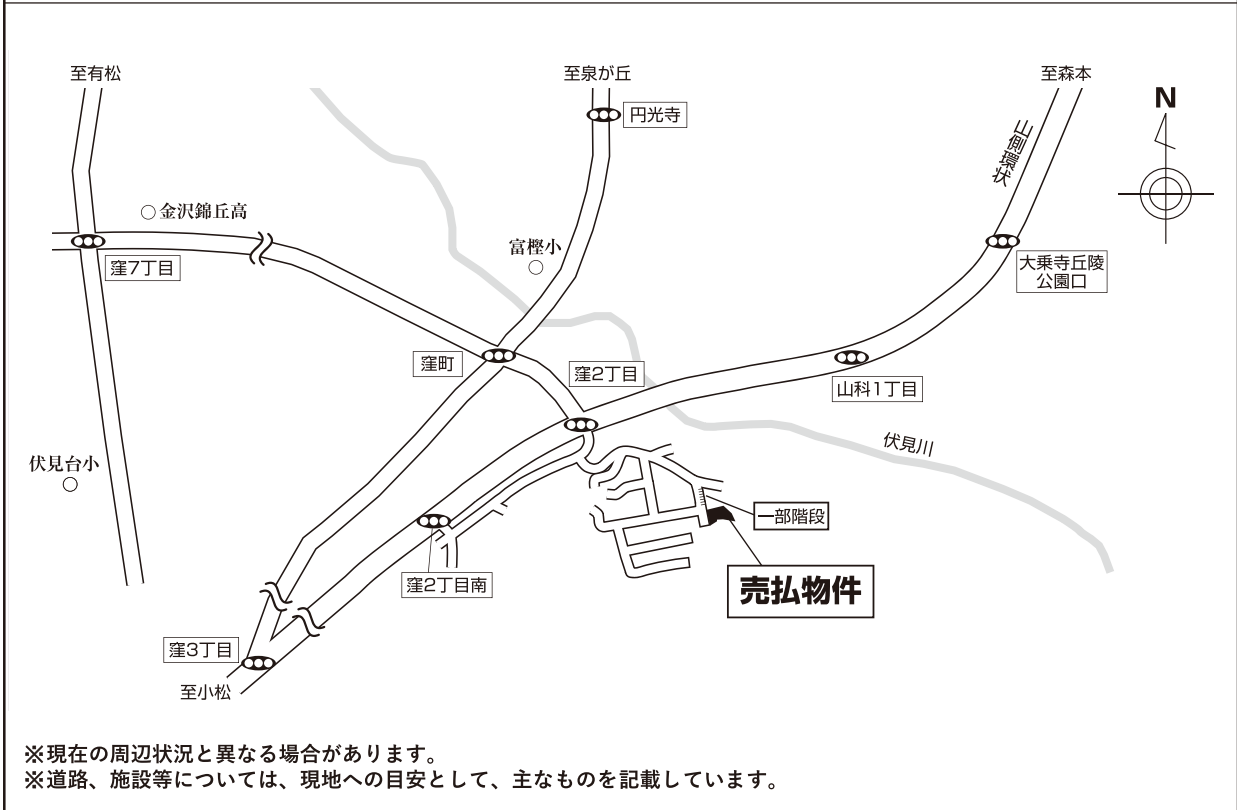 至有松
至泉が丘
至森本
N
円光寺
山側環状
金沢錦丘高
富樫小
窪7丁目
大乗寺丘陵
公園口
窪町
窪2丁目
山科1丁目
伏見川
伏見台小
一部階段
窪2丁目南
売払物件
窪3丁目
至小松
※現在の周辺状況と異なる場合があります。
※道路、施設等については、現地への目安として、主なものを記載しています。